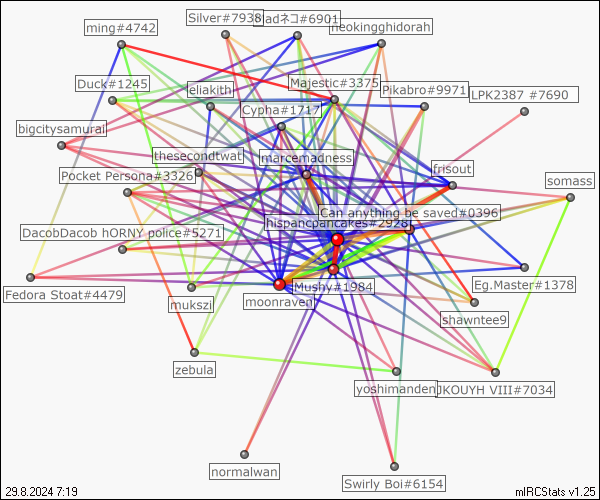 Silver#7938
ladネコ#6901
neokingghidorah
ming#4742
Duck#1245
eliakith
Majestic#3375
Pikabro#9971
LPK2387 #7690
Cypha#1717
bigcitysamurai
thesecondtwat
marcemadness
frisout
somass
Pocket Persona#3326
Can anything be saved#0396
hispancpancakes#2928
DacobDacob hORNY police#5271
Eg.Master#1378
Fedora Stoat#4479
mukszi
moonraven
Mushy#1984
shawntee9
zebula
yoshimanden
JKOUYH VIII#7034
normalwan
Swirly Boi#6154
29.8.2024 7:19
mIRCStats v1.25